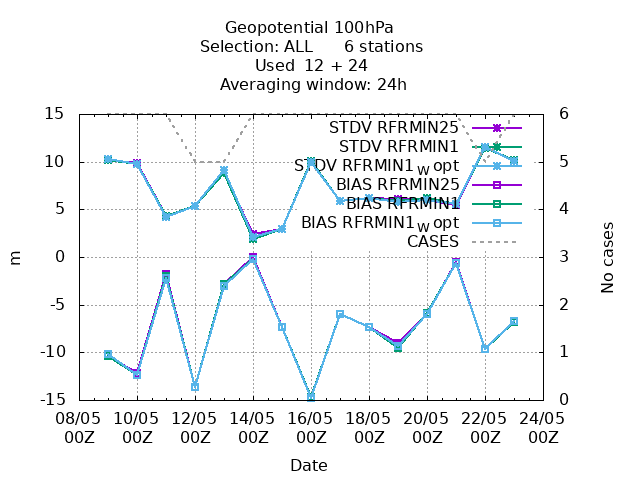 Geopotential 100hPa
Selection: ALL 6 stations
Used 12 + 24
Averaging window: 24h
15 6
STDV RFRMIN25
STDV RFRMIN1
10 5
STDV RFRMIN1_W opt
BIAS RFRMIN25
BIAS RFRMIN1
5 4
BIAS RFRMIN1_W opt
CASES
0 3
m No cases
-5 2
-10 1
-15 0
08/05 10/05 12/05 14/05 16/05 18/05 20/05 22/05 24/05
00Z 00Z 00Z 00Z 00Z 00Z 00Z 00Z 00Z
Date